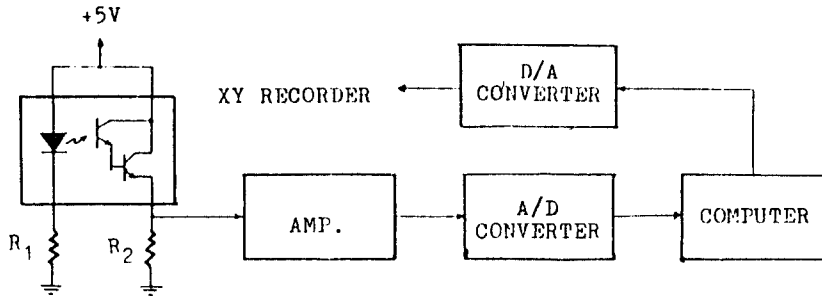 +5V
D/A
CONVERTER
XY RECORDER
AMP.
A/D
CONVERTER
COMPUTER
R1
R2